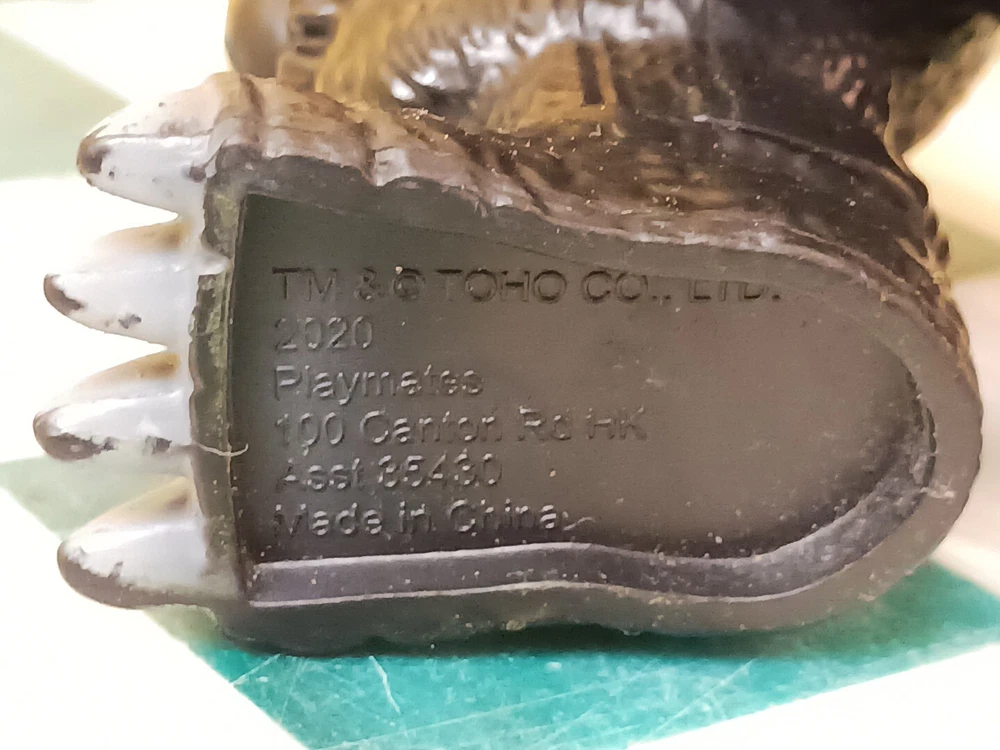 TM & © TOHO CO., LTD.
2020
Playmates
100 Canton Rd HK
Asst 35430
Made in China